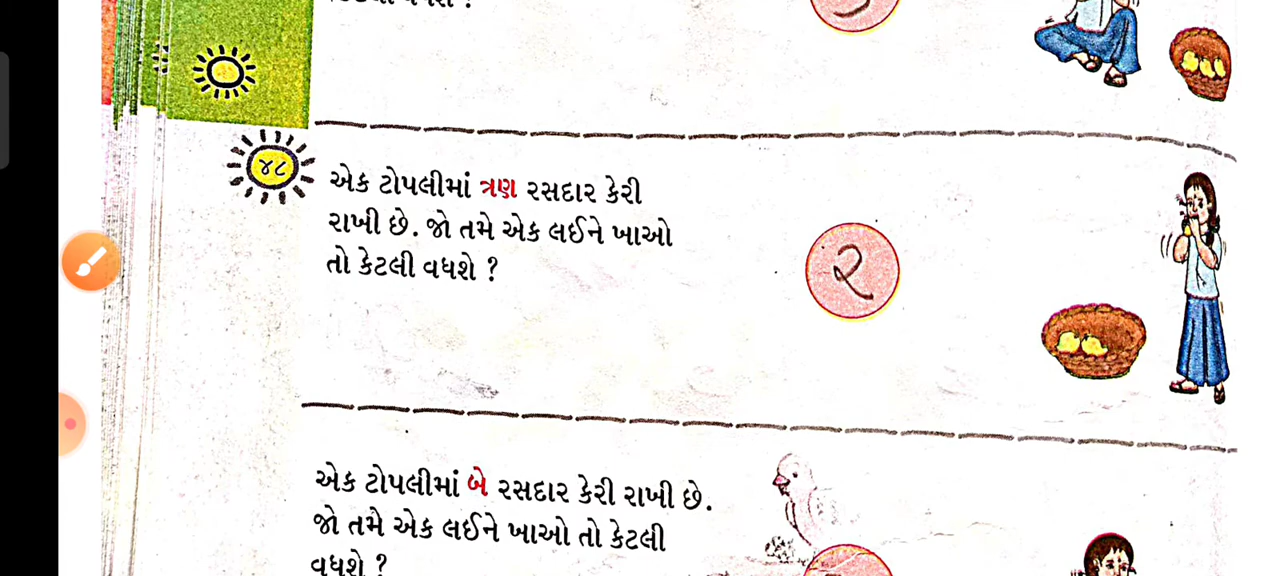 ૪૮
એક ટોપલીમાં ત્રણ રસદાર કેરી
રાખી છે. જો તમે એક લઈને ખાઓ
તો કેટલી વધશે ?
૨
એક ટોપલીમાં બે રસદાર કેરી રાખી છે.
જો તમે એક લઈને ખાઓ તો કેટલી
વધશે ?